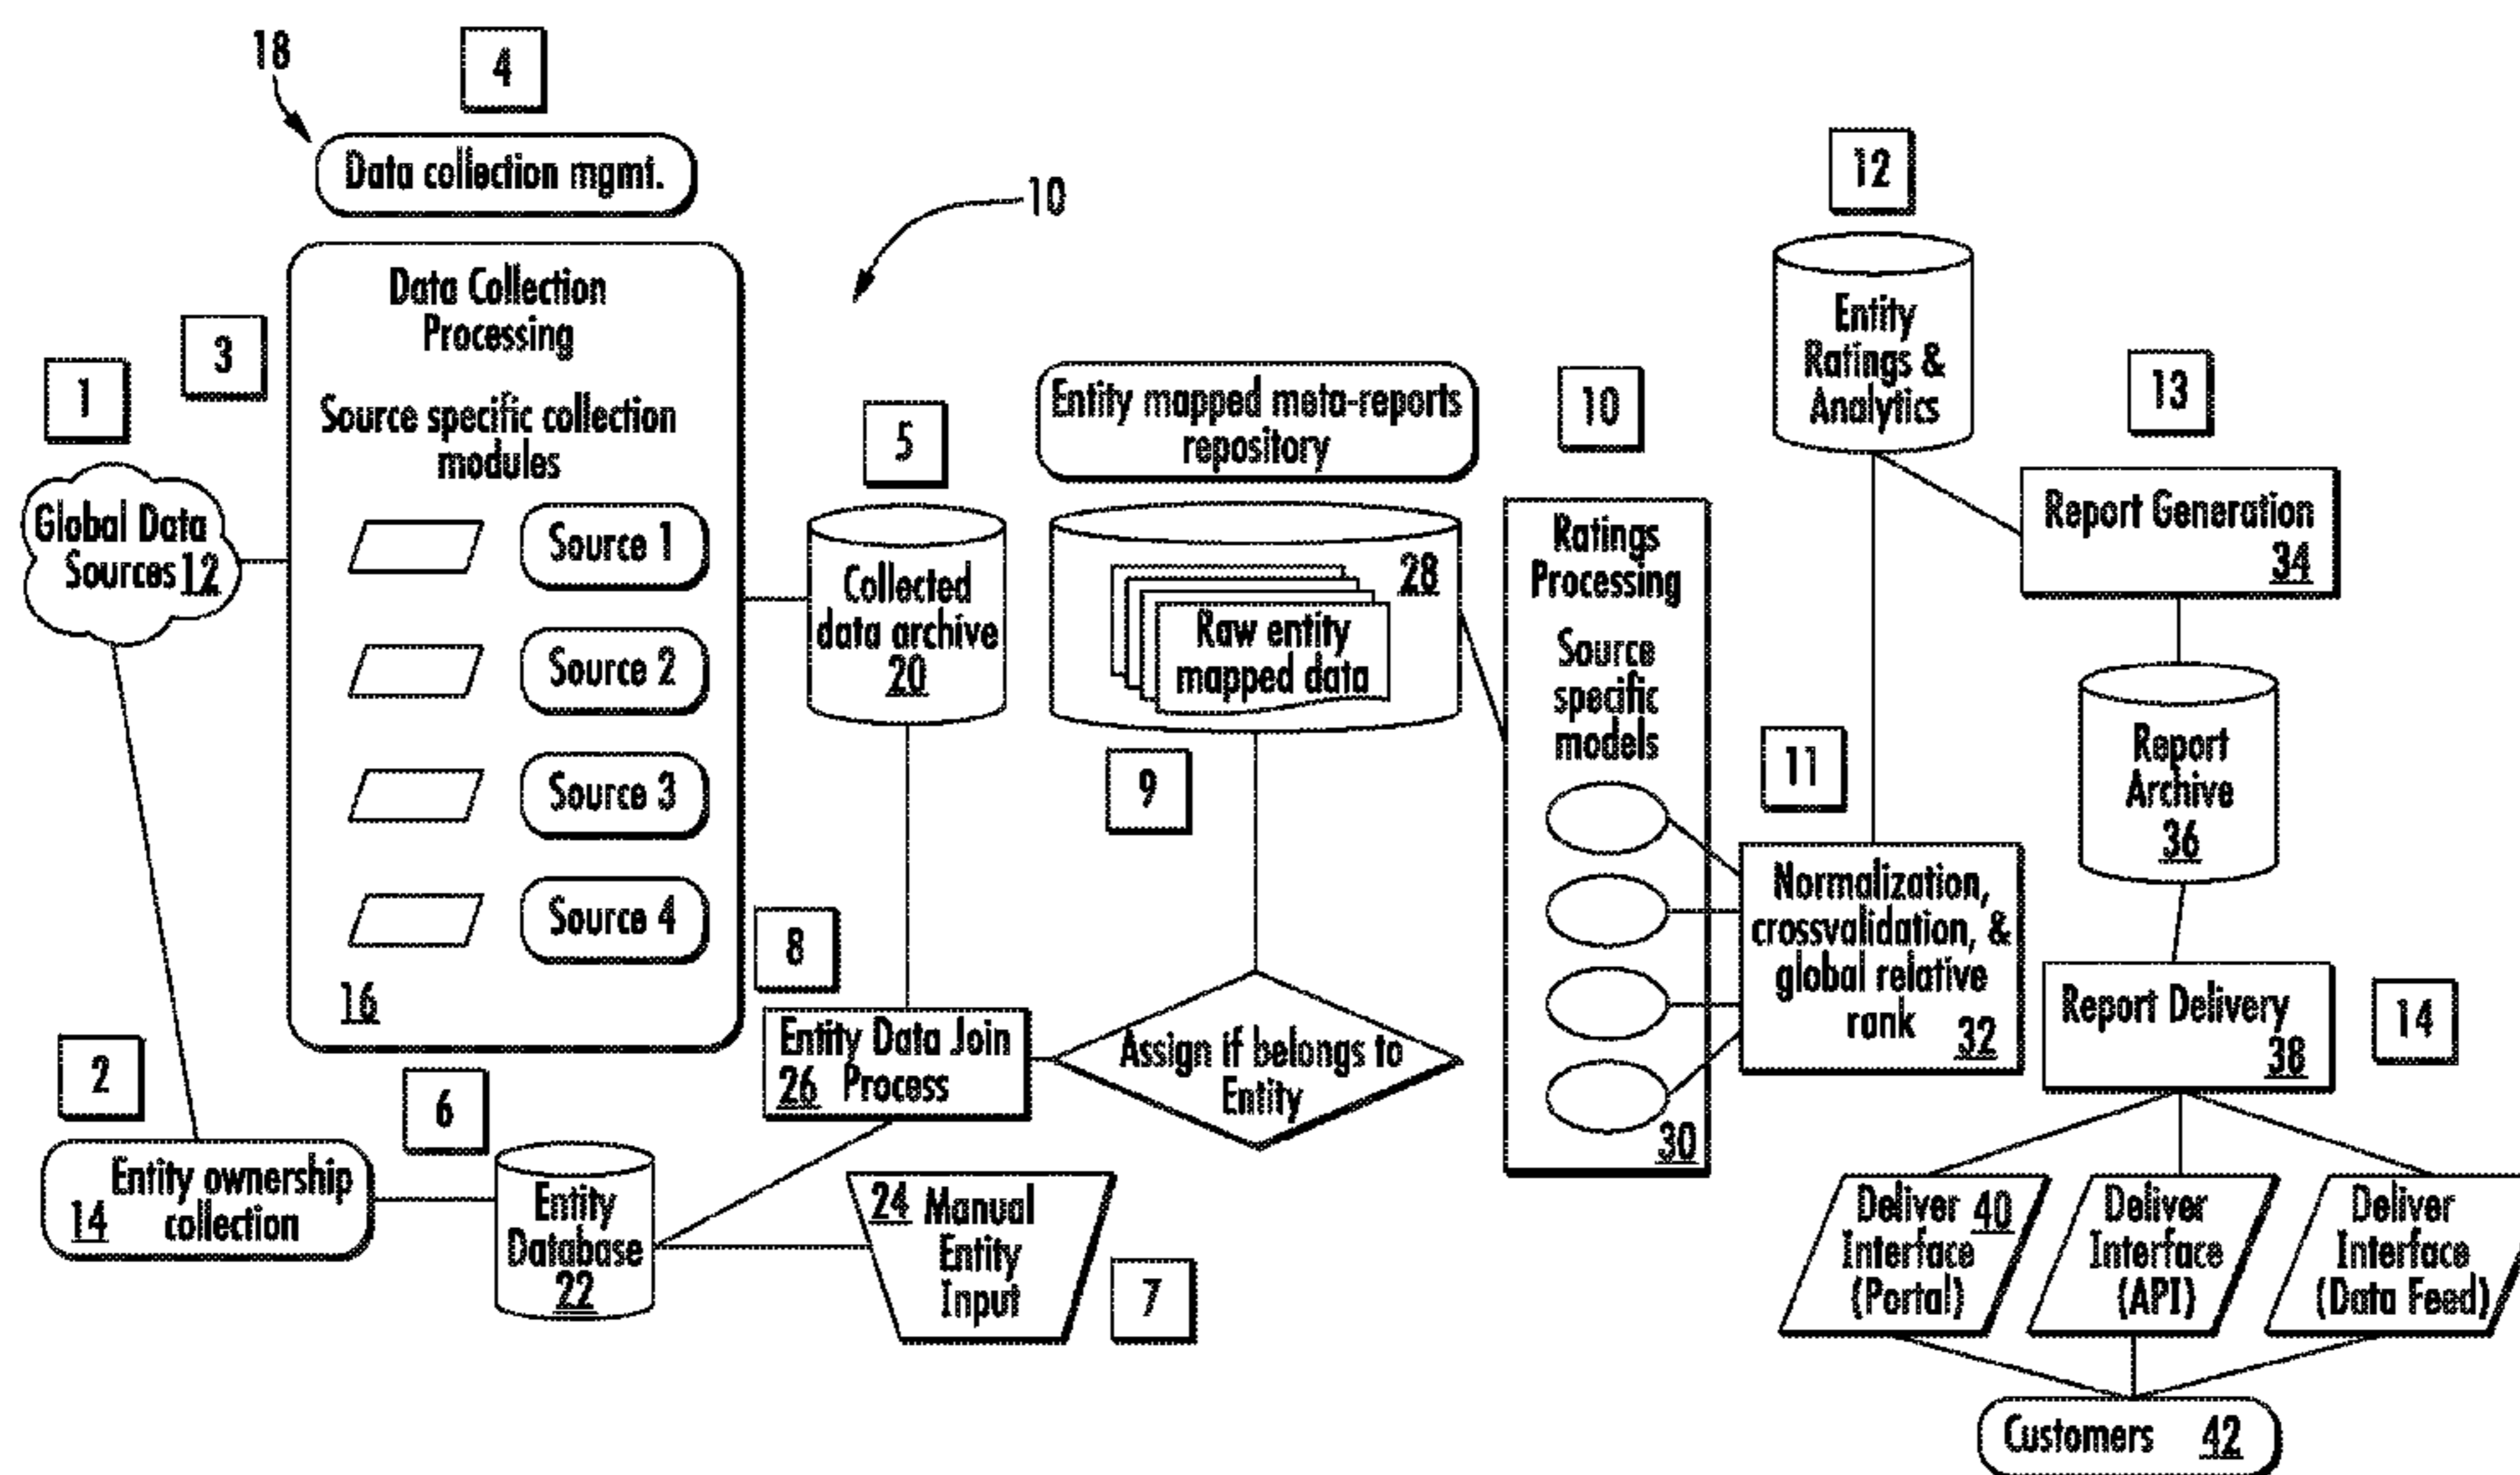 18
4
Data collection mgmt.
10
3
Data Collection
Processing
Source specific collection
modules
Source 1
Source 2
Source 3
Source 4
16
1
Global Data
Sources 12
2
Entity ownership
14 collection
5
Collected
data archive
20
6
Entity
Database
22
24 Manual
Entity
Input
7
8
Entity Data Join
26 Process
Assign if belongs to
Entity
Entity mapped meta-reports
repository
28
Raw entity
mapped data
9
10
Ratings
Processing
Source
specific
models
30
11
Normalization,
crossvalidation, &
global relative
rank 32
12
Entity
Ratings &
Analytics
13
Report Generation
34
Report
Archive
36
Report Delivery
38
14
Deliver 40
Interface
(Portal)
Deliver
Interface
(API)
Deliver
Interface
(Data Feed)
Customers 42